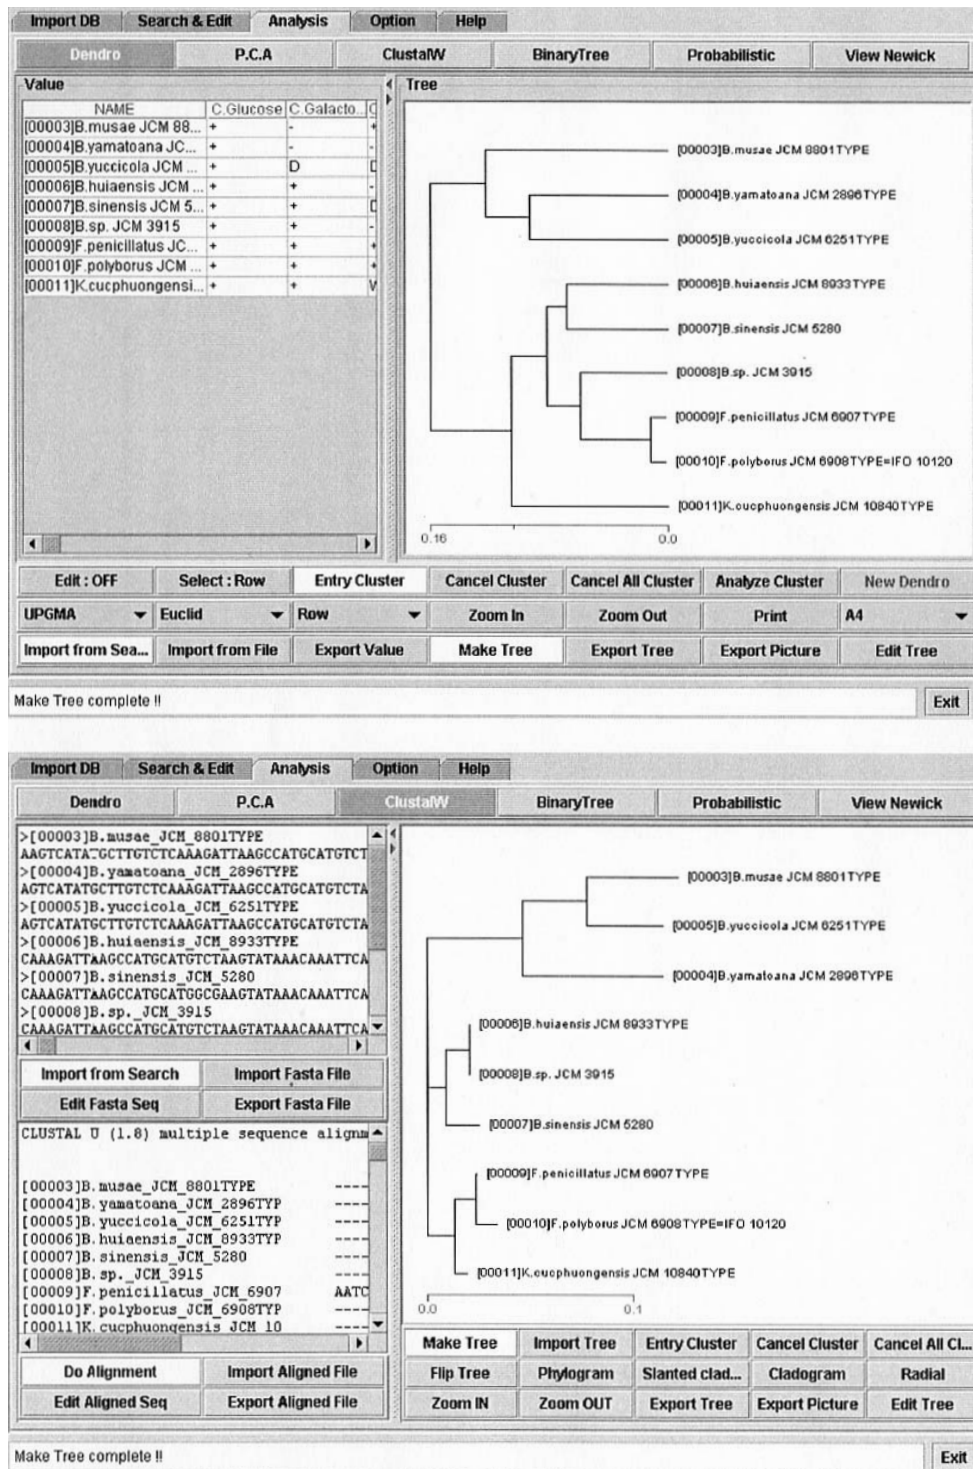 Import DB Search & Edit Analysis Option Help
Dendro P.C.A ClustalW BinaryTree Probabilistic View Newick
Value
NAME C.Glucose C.Galacto... C
[00003]B.musae JCM 88... + - +
[00004]B.yamatoana JC... + - -
[00005]B.yuccicola JCM ... + D D
[00006]B.huiaensis JCM ... + + -
[00007]B.sinensis JCM 5... + + D
[00008]B.sp. JCM 3915 + + -
[00009]F.penicillatus JC... + + +
[00010]F.polyborus JCM ... + + +
[00011]K.cucphuongensi... + + V
Tree
[00003]B.musae JCM 8801TYPE
[00004]B.yamatoana JCM 2896TYPE
[00005]B.yuccicola JCM 6251TYPE
[00006]B.huiaensis JCM 8933TYPE
[00007]B.sinensis JCM 5280
[00008]B.sp. JCM 3915
[00009]F.penicillatus JCM 6907TYPE
[00010]F.polyborus JCM 6908TYPE=IFO 10120
[00011]K.cucphuongensis JCM 10840TYPE
0.16 0.0
Edit : OFF Select : Row Entry Cluster Cancel Cluster Cancel All Cluster Analyze Cluster New Dendro
UPGMA Euclid Row Zoom In Zoom Out Print A4
Import from Sea... Import from File Export Value Make Tree Export Tree Export Picture Edit Tree
Make Tree complete !! Exit
Import DB Search & Edit Analysis Option Help
Dendro P.C.A ClustalW BinaryTree Probabilistic View Newick
>[00003]B.musae_JCM_8801TYPE
AAGTCATATGCTTGTCTCAAAGATTAAGCCATGCATGTCT
>[00004]B.yamatoana_JCM_2896TYPE
AGTCATATGCTTGTCTCAAAGATTAAGCCATGCATGTCTA
>[00005]B.yuccicola_JCM_6251TYPE
AGTCATATGCTTGTCTCAAAGATTAAGCCATGCATGTCTA
>[00006]B.huiaensis_JCM_8933TYPE
CAAAGATTAAGCCATGCATGTCTAAGTATAAACAAATTCA
>[00007]B.sinensis_JCM_5280
CAAAGATTAAGCCATGCATGGCGAAGTATAAACAAATTCA
>[00008]B.sp._JCM_3915
CAAAGATTAAGCCATGCATGTCTAAGTATAAACAAATTCA
Import from Search Import Fasta File
Edit Fasta Seq Export Fasta File
CLUSTAL W (1.8) multiple sequence alignm
[00003]B.musae_JCM_8801TYPE ----
[00004]B.yamatoana_JCM_2896TYP ----
[00005]B.yuccicola_JCM_6251TYP ----
[00006]B.huiaensis_JCM_8933TYP ----
[00007]B.sinensis_JCM_5280 ----
[00008]B.sp._JCM_3915 ----
[00009]F.penicillatus_JCM_6907 AATC
[00010]F.polyborus_JCM_6908TYP ----
[00011]K.cucphuongensis_JCM_10 ----
Do Alignment Import Aligned File
Edit Aligned Seq Export Aligned File
[00003]B.musae JCM 8801TYPE
[00005]B.yuccicola JCM 6251TYPE
[00004]B.yamatoana JCM 2896TYPE
[00006]B.huiaensis JCM 8933TYPE
[00008]B.sp. JCM 3915
[00007]B.sinensis JCM 5280
[00009]F.penicillatus JCM 6907TYPE
[00010]F.polyborus JCM 6908TYPE=IFO 10120
[00011]K.cucphuongensis JCM 10840TYPE
0.0 0.1
Make Tree Import Tree Entry Cluster Cancel Cluster Cancel All Cl...
Flip Tree Phylogram Slanted clad... Cladogram Radial
Zoom IN Zoom OUT Export Tree Export Picture Edit Tree
Make Tree complete !! Exit